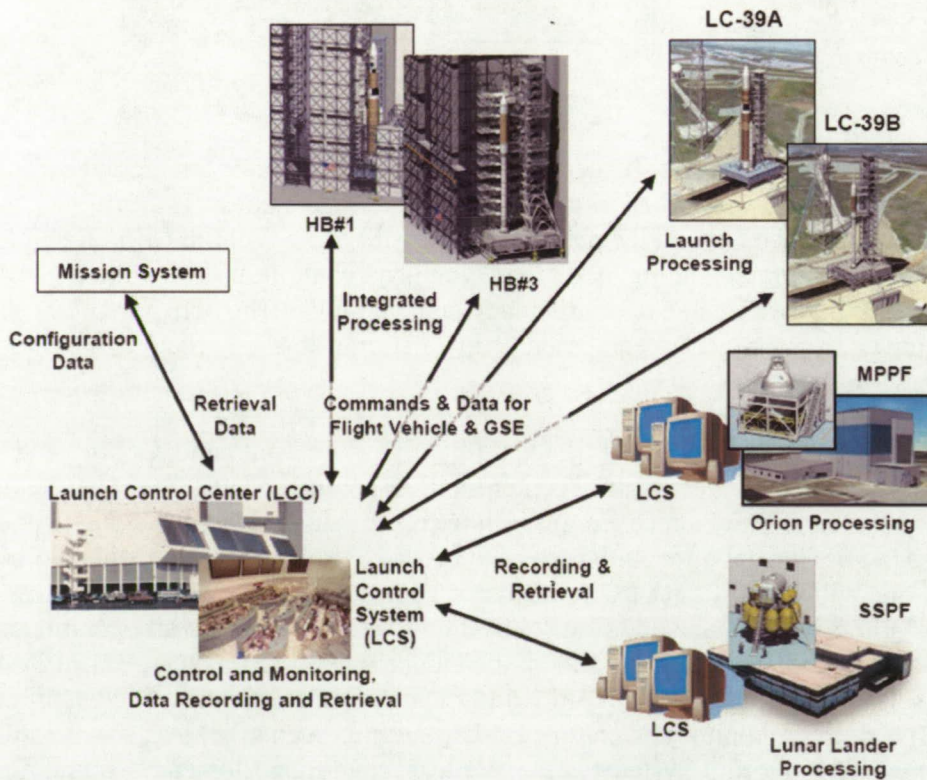 LC-39A
LC-39B
HB#1
HB#3
Launch
Processing
Mission System
Integrated
Processing
Configuration
Data
MPPF
Retrieval
Data
Commands & Data for
Flight Vehicle & GSE
LCS
Orion Processing
Launch Control Center (LCC)
Launch
Control
System
(LCS)
Recording &
Retrieval
SSPF
Control and Monitoring.
Data Recording and Retrieval
LCS
Lunar Lander
Processing